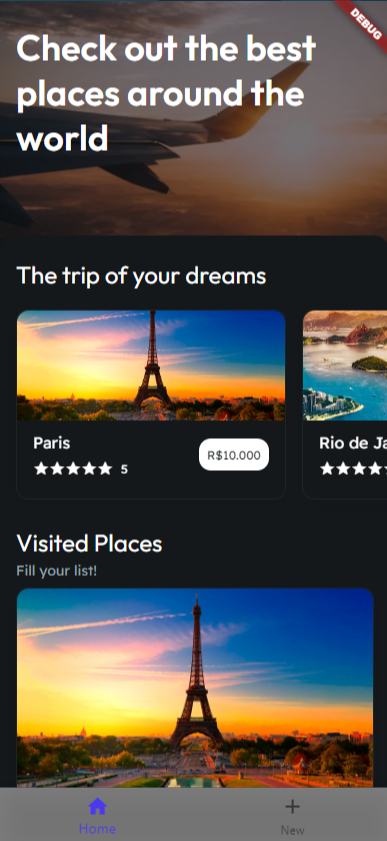 DEBUG
Check out the best
places around the
world
The trip of your dreams
Paris
5
R$10.000
Rio de Ja
Visited Places
Fill your list!
Home
New